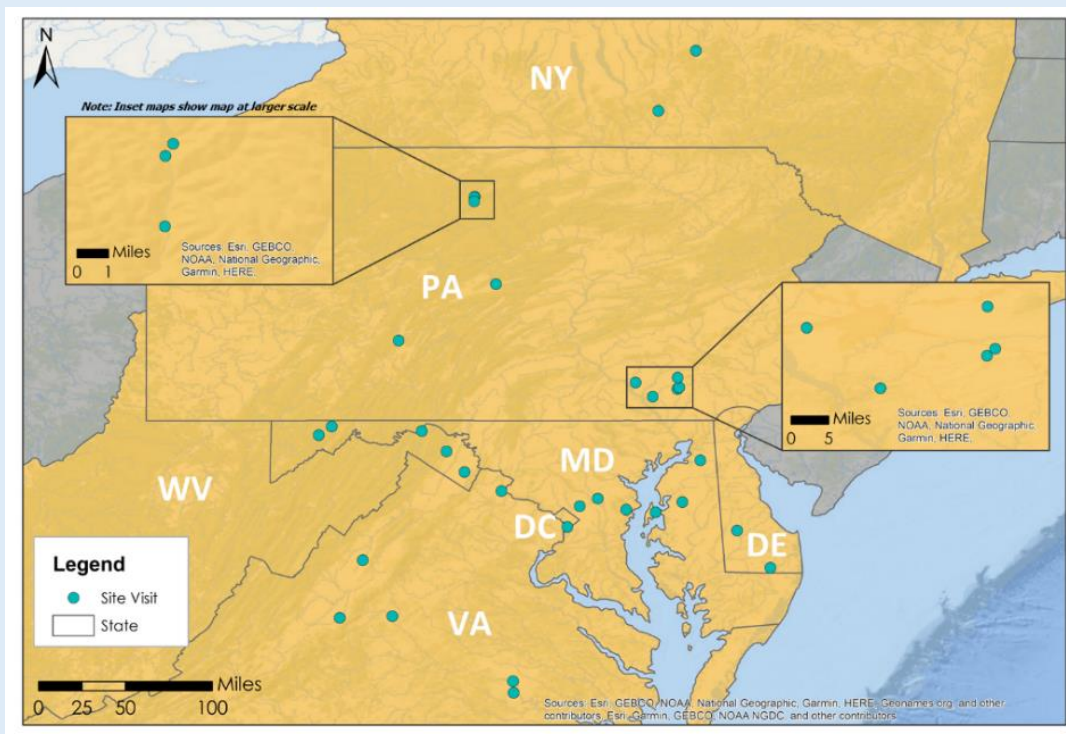 N
NY
Note: Inset maps show map at larger scale
Miles
0 1
Sources: Esri, GEBCO,
NOAA, National Geographic,
Garmin, HERE,
PA
Miles
0 5
Sources: Esri, GEBCO,
NOAA, National Geographic,
Garmin, HERE,
WV
MD
DC
DE
VA
Legend
Site Visit
State
Miles
0 25 50 100
Sources: Esri, GEBCO, NOAA, National Geographic, Garmin, HERE, Geonames.org, and other
contributors, Esri, Garmin, GEBCO, NOAA NGDC, and other contributors